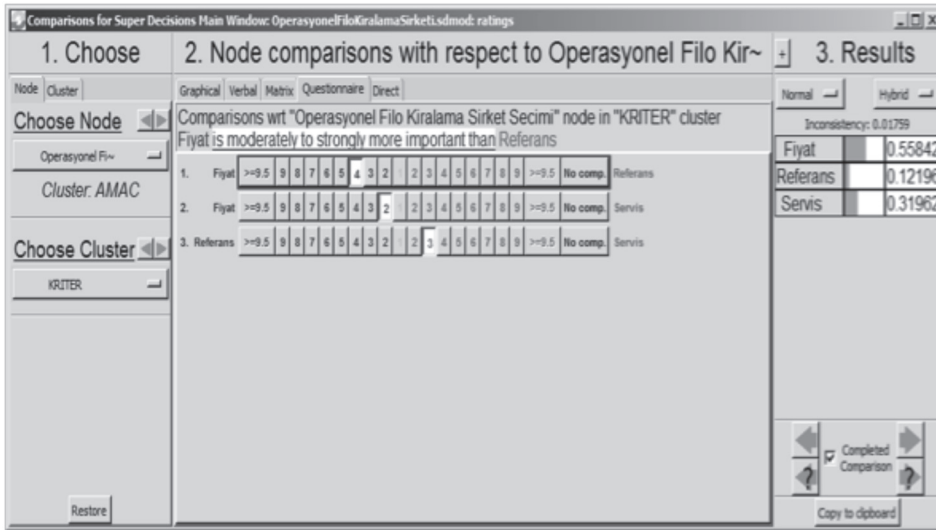 Comparisons for Super Decisions Main Window: OperasyonelFiloKiralamaSirketi.sdmod: ratings
1. Choose
2. Node comparisons with respect to Operasyonel Filo Kir~
+ 3. Results
Node Cluster
Graphical Verbal Matrix Questionnaire Direct
Normal Hybrid
Choose Node
Comparisons wrt "Operasyonel Filo Kiralama Sirket Secimi" node in "KRITER" cluster
Fiyat is moderately to strongly more important than Referans
Inconsistency: 0.01759
Operasyonel Fi~
Cluster: AMAC
1. Fiyat >=9.5 9 8 7 6 5 4 3 2 1 2 3 4 5 6 7 8 9 >=9.5 No comp. Referans
2. Fiyat >=9.5 9 8 7 6 5 4 3 2 1 2 3 4 5 6 7 8 9 >=9.5 No comp. Servis
3. Referans >=9.5 9 8 7 6 5 4 3 2 1 2 3 4 5 6 7 8 9 >=9.5 No comp. Servis
Fiyat 0.55842
Referans 0.12196
Servis 0.31962
Choose Cluster
KRITER
Restore
Completed
Comparison
? ?
Copy to clipboard